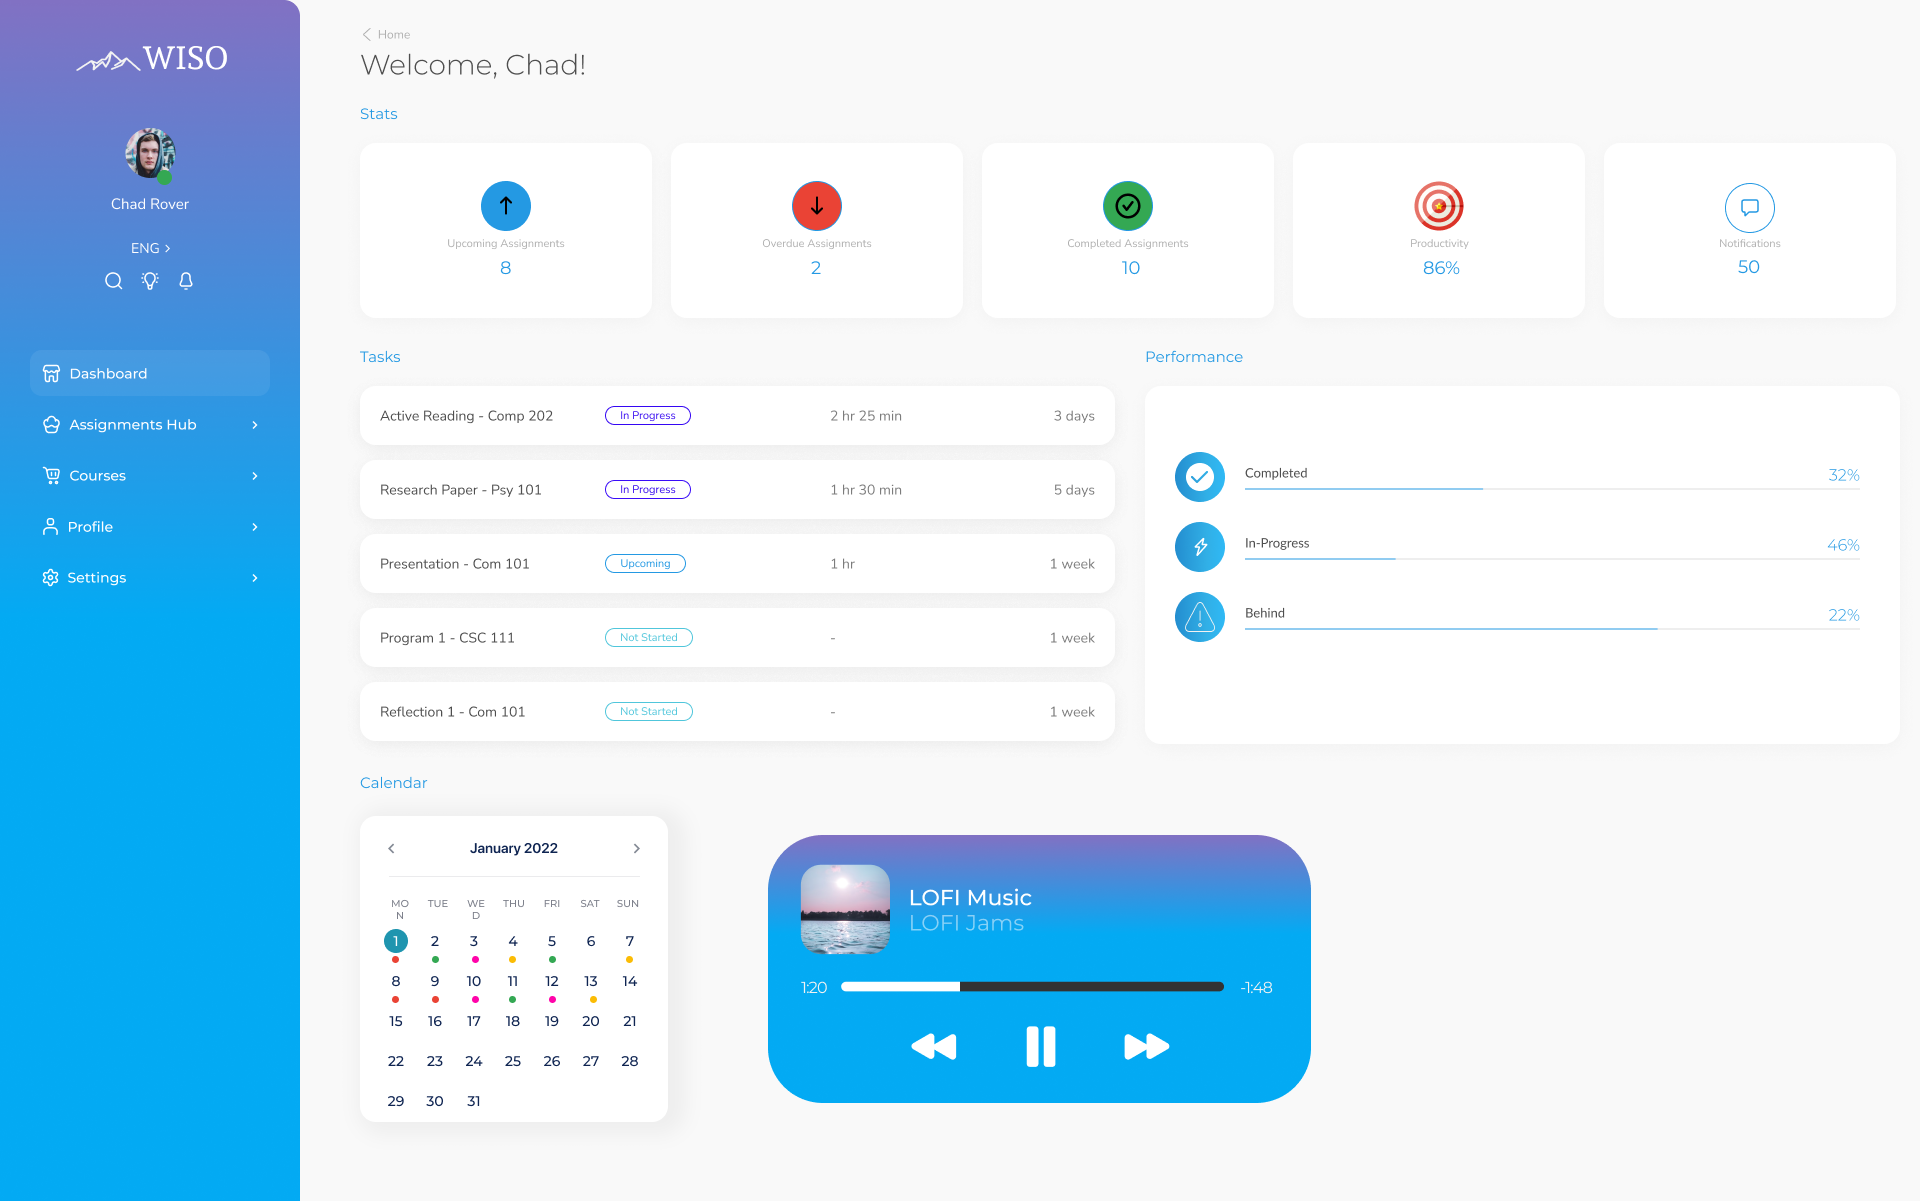 WISO
Chad Rover
ENG
Dashboard
Assignments Hub
Courses
Profile
Settings
Home
Welcome, Chad!
Stats
Upcoming Assignments
8
Overdue Assignments
2
Completed Assignments
10
Productivity
86%
Notifications
50
Tasks
Active Reading - Comp 202 In Progress 2 hr 25 min 3 days
Research Paper - Psy 101 In Progress 1 hr 30 min 5 days
Presentation - Com 101 Upcoming 1 hr 1 week
Program 1 - CSC 111 Not Started - 1 week
Reflection 1 - Com 101 Not Started - 1 week
Performance
Completed 32%
In-Progress 46%
Behind 22%
Calendar
January 2022
MO TUE WE THU FRI SAT SUN
N D
1 2 3 4 5 6 7
8 9 10 11 12 13 14
15 16 17 18 19 20 21
22 23 24 25 26 27 28
29 30 31
LOFI Music
LOFI Jams
1:20 -1:48